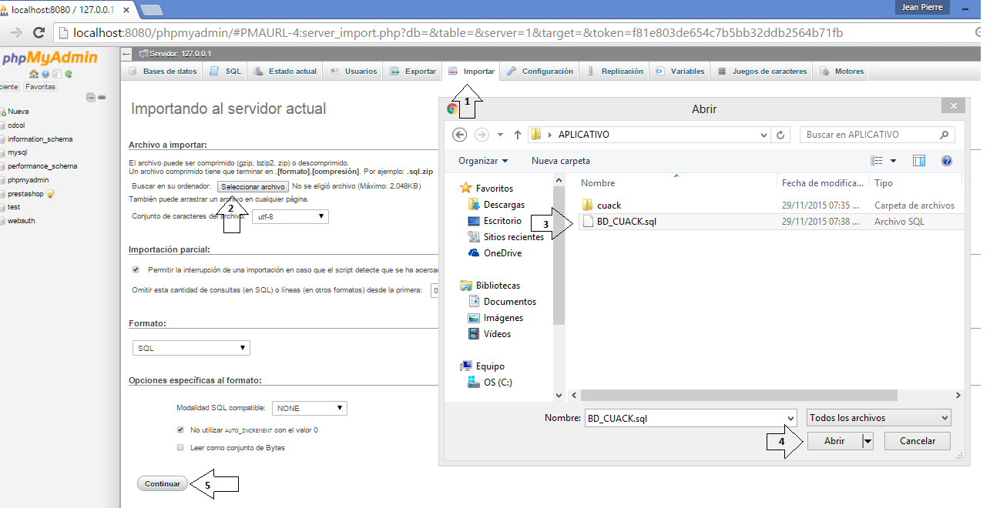 localhost:8080 / 127.0.0.1
Jean Pierre
localhost:8080/phpmyadmin/#PMAURL-4:server_import.php?db=&table=&server=1&target=&token=f81e803de654c7b5bb32ddb2564b71fb
phpMyAdmin
ciente Favoritas
Nueva
cdcol
information_schema
mysql
performance_schema
phpmyadmin
prestashop
test
webauth
Servidor: 127.0.0.1
Bases de datos SQL Estado actual Usuarios Exportar Importar Configuración Replicación Variables Juegos de caracteres Motores
1
Importando al servidor actual
Archivo a importar:
El archivo puede ser comprimido (gzip, bzip2, zip) o descomprimido.
Un archivo comprimido tiene que terminar en .[formato].[compresión]. Por ejemplo: .sql.zip
Buscar en su ordenador: Seleccionar archivo No se eligió archivo (Máximo: 2,048KB)
También puede arrastrar un archivo en cualquier página.
2
Conjunto de caracteres del archivo: utf-8
Importación parcial:
Permitir la interrupción de una importación en caso que el script detecte que se ha acercad
Omitir esta cantidad de consultas (en SQL) o líneas (en otros formatos) desde la primera: 0
Formato:
SQL
Opciones específicas al formato:
Modalidad SQL compatible: NONE
No utilizar AUTO_INCREMENT con el valor 0
Leer como conjunto de Bytes
Continuar
5
Abrir
APLICATIVO
Buscar en APLICATIVO
Organizar Nueva carpeta
Favoritos
Descargas
Escritorio
Sitios recientes
OneDrive
Bibliotecas
Documentos
Imágenes
Vídeos
Equipo
OS (C:)
Nombre Fecha de modifica... Tipo
cuack 29/11/2015 07:35 ... Carpeta de archivos
3
BD_CUACK.sql 29/11/2015 07:38 ... Archivo SQL
Nombre: BD_CUACK.sql Todos los archivos
4
Abrir Cancelar